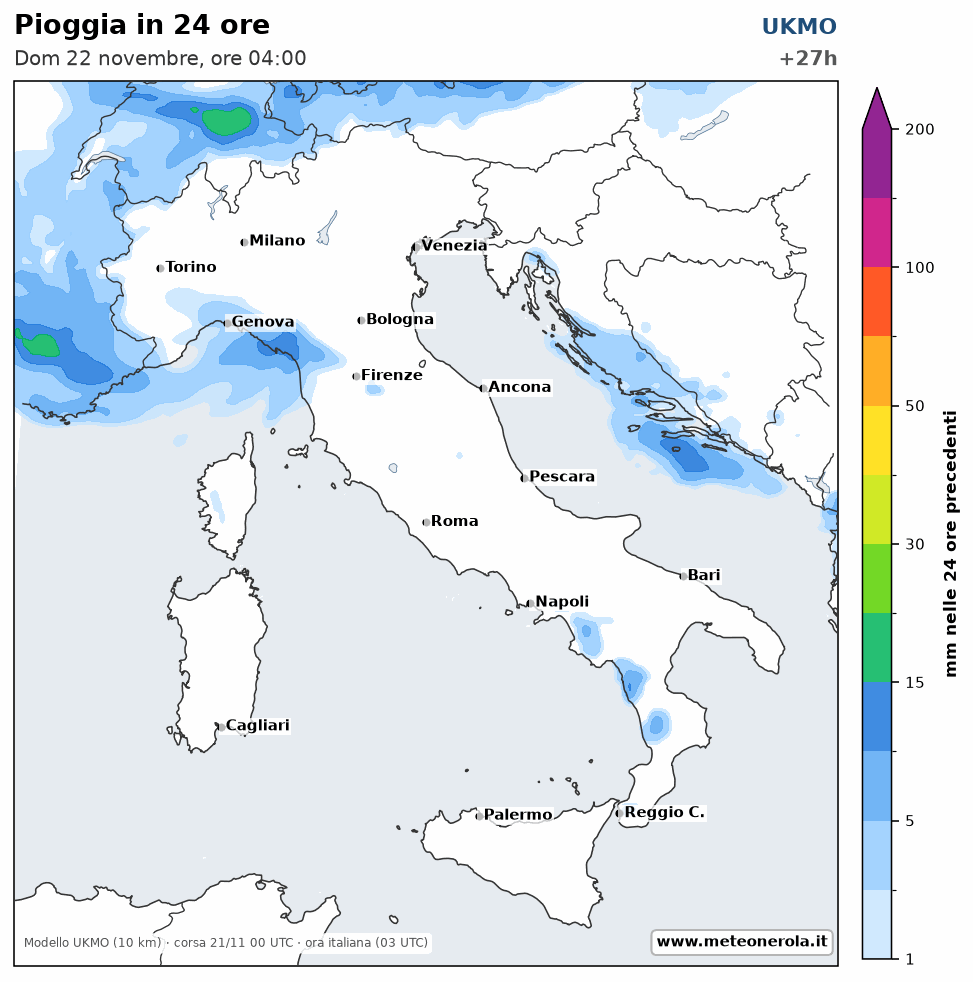 Pioggia in 24 ore
UKMO
Dom 22 novembre, ore 04:00
+27h
200
100
50
30
15
5
1
mm nelle 24 ore precedenti
Milano
Venezia
Torino
Genova
Bologna
Firenze
Ancona
Pescara
Roma
Bari
Napoli
Cagliari
Palermo
Reggio C.
Modello UKMO (10 km) · corsa 21/11 00 UTC · ora italiana (03 UTC)
www.meteonerola.it